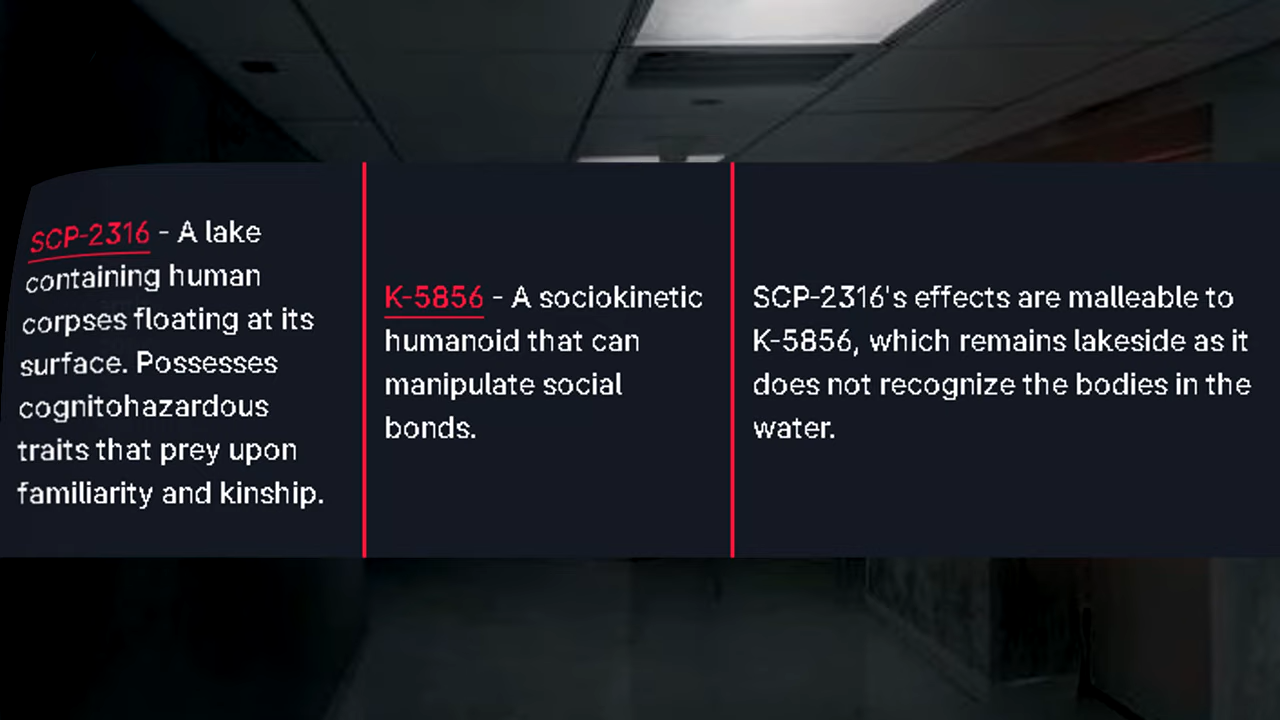 SCP-2316 - A lake
containing human
corpses floating at its
surface. Possesses
cognitohazardous
traits that prey upon
familiarity and kinship.
K-5856 - A sociokinetic
humanoid that can
manipulate social
bonds.
SCP-2316's effects are malleable to
K-5856, which remains lakeside as it
does not recognize the bodies in the
water.